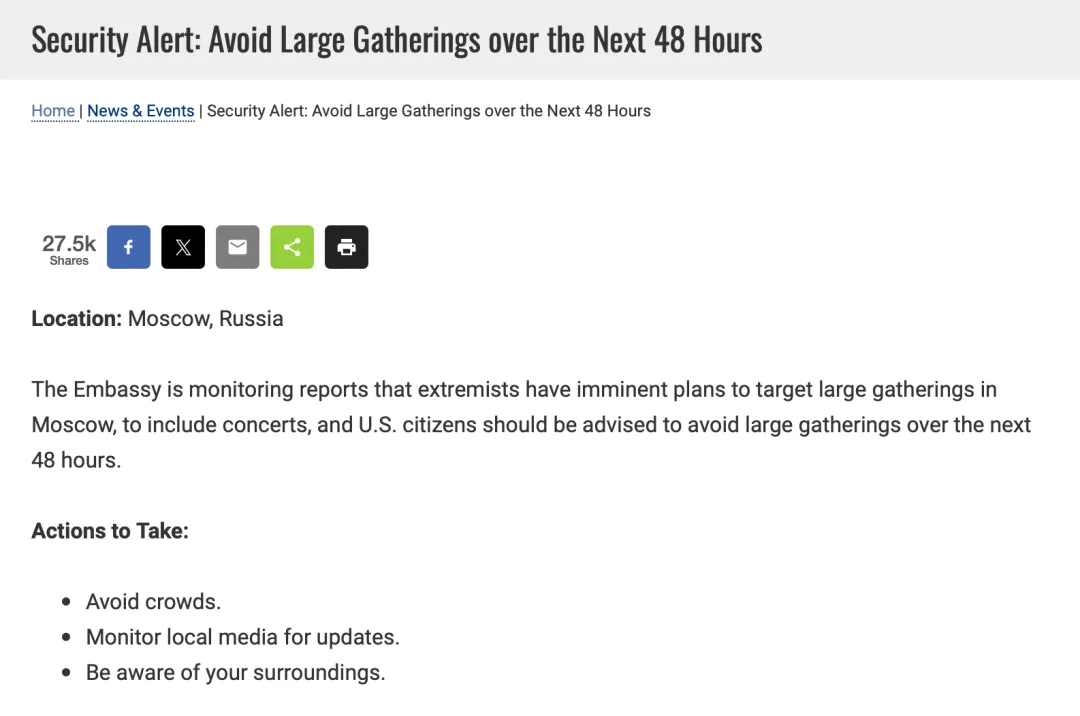 Security Alert: Avoid Large Gatherings over the Next 48 Hours
Home | News & Events | Security Alert: Avoid Large Gatherings over the Next 48 Hours
27.5k
Shares
Location: Moscow, Russia
The Embassy is monitoring reports that extremists have imminent plans to target large gatherings in
Moscow, to include concerts, and U.S. citizens should be advised to avoid large gatherings over the next
48 hours.
Actions to Take:
• Avoid crowds.
• Monitor local media for updates.
• Be aware of your surroundings.